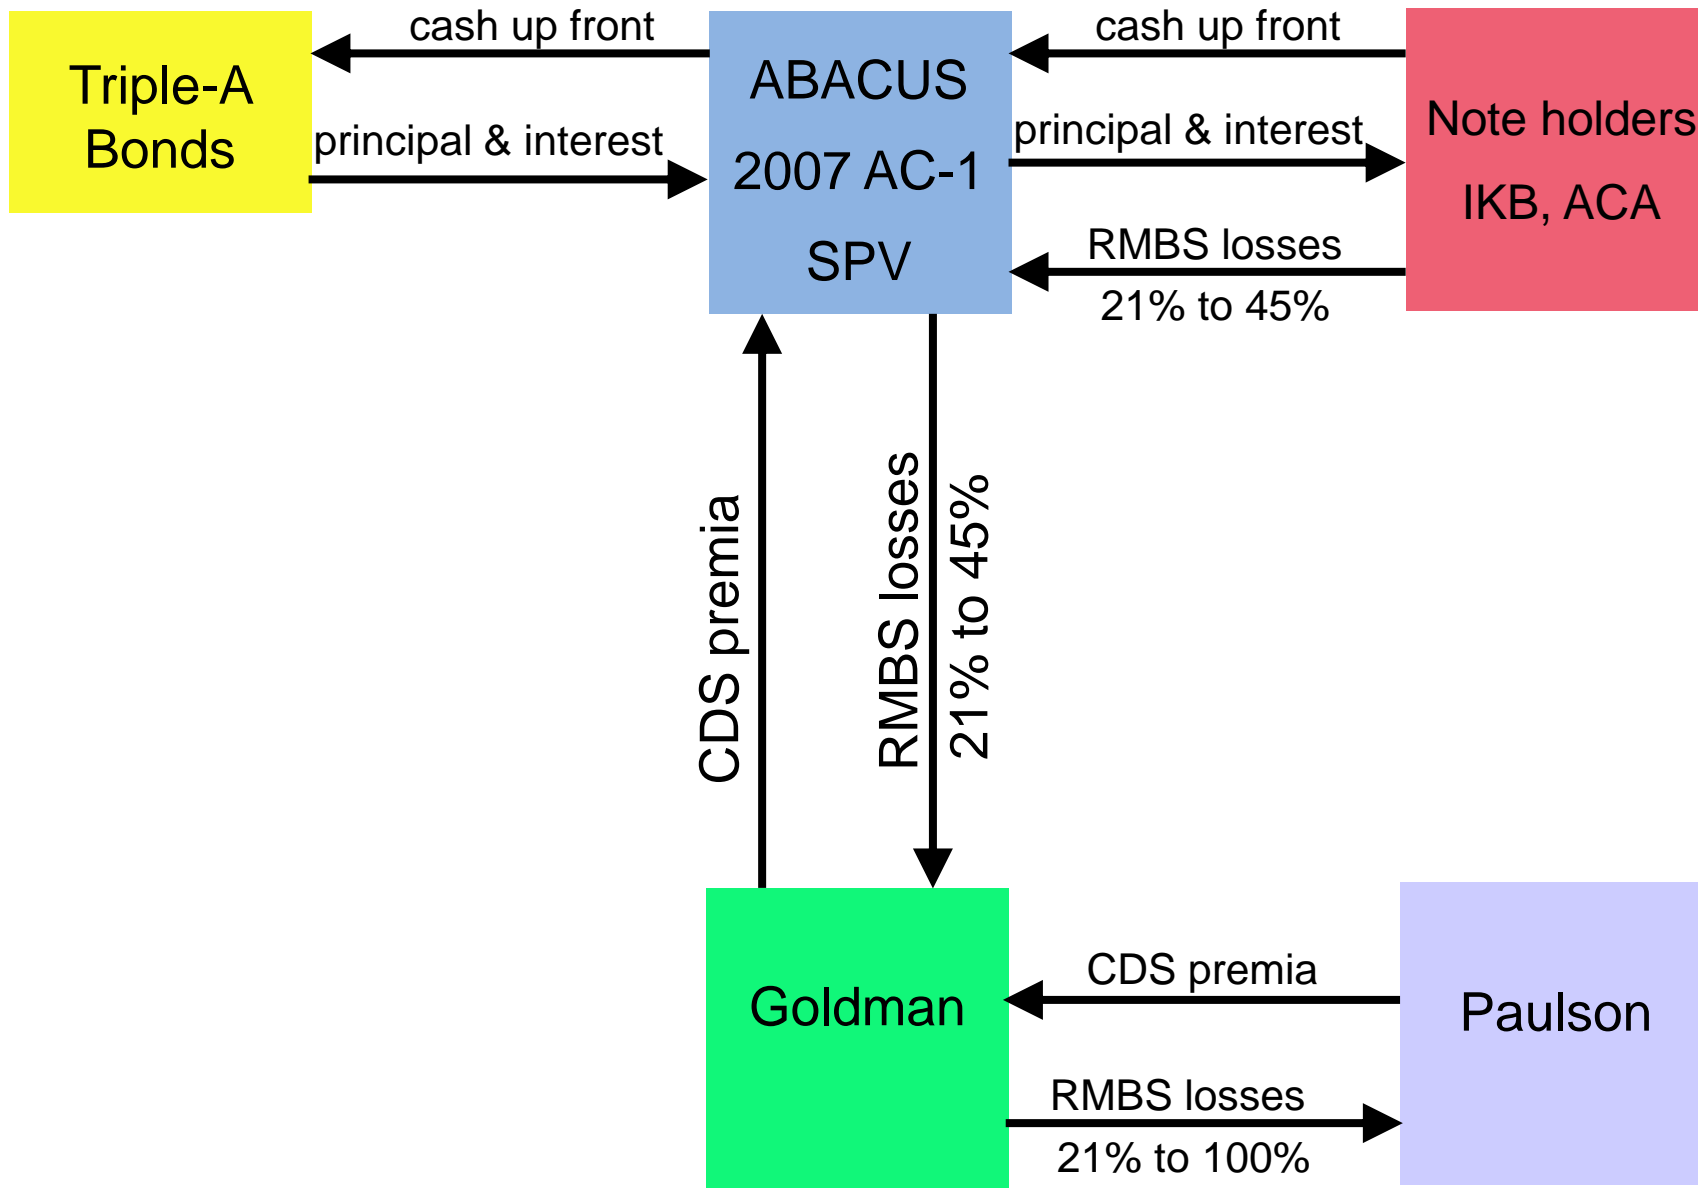 cash up front
cash up front
Triple-A
Bonds
ABACUS
2007 AC-1
SPV
Note holders
IKB, ACA
principal & interest
principal & interest
RMBS losses
21% to 45%
CDS premia
RMBS losses
21% to 45%
Goldman
CDS premia
Paulson
RMBS losses
21% to 100%